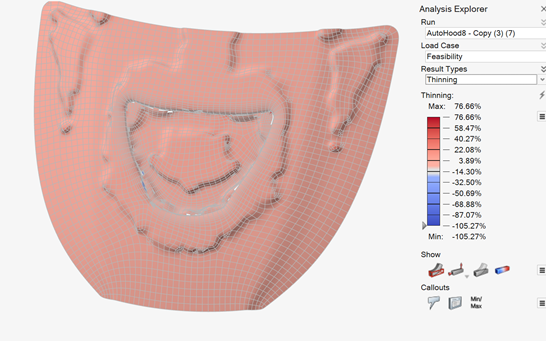 Analysis Explorer
Run
AutoHood8 - Copy (3) (7)
Load Case
Feasibility
Result Types
Thinning
Thinning:
Max: 76.66%
76.66%
58.47%
40.27%
22.08%
3.89%
-14.30%
-32.50%
-50.69%
-68.88%
-87.07%
-105.27%
Min: -105.27%
Show
Callouts
Min/
Max